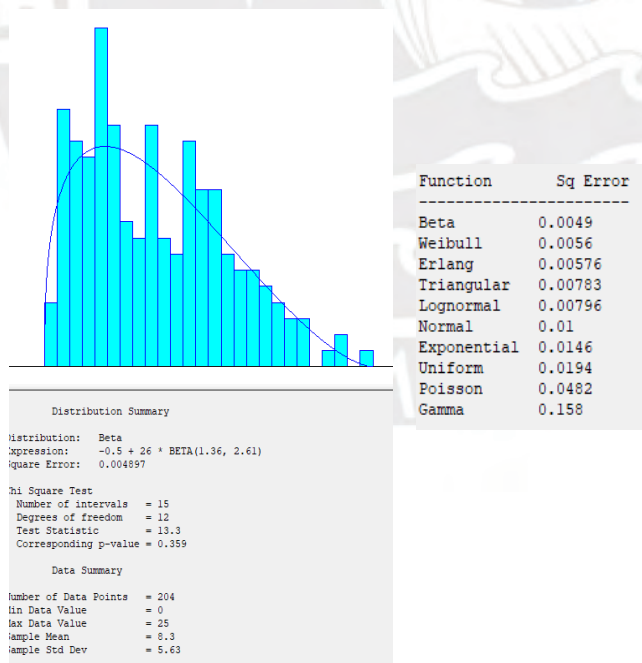 Function Sq Error
------------------------
Beta 0.0049
Weibull 0.0056
Erlang 0.00576
Triangular 0.00783
Lognormal 0.00796
Normal 0.01
Exponential 0.0146
Uniform 0.0194
Poisson 0.0482
Gamma 0.158
Distribution Summary
Distribution: Beta
Expression: -0.5 + 26 * BETA(1.36, 2.61)
Square Error: 0.004897
Chi Square Test
Number of intervals = 15
Degrees of freedom = 12
Test Statistic = 13.3
Corresponding p-value = 0.359
Data Summary
Number of Data Points = 204
Min Data Value = 0
Max Data Value = 25
Sample Mean = 8.3
Sample Std Dev = 5.63